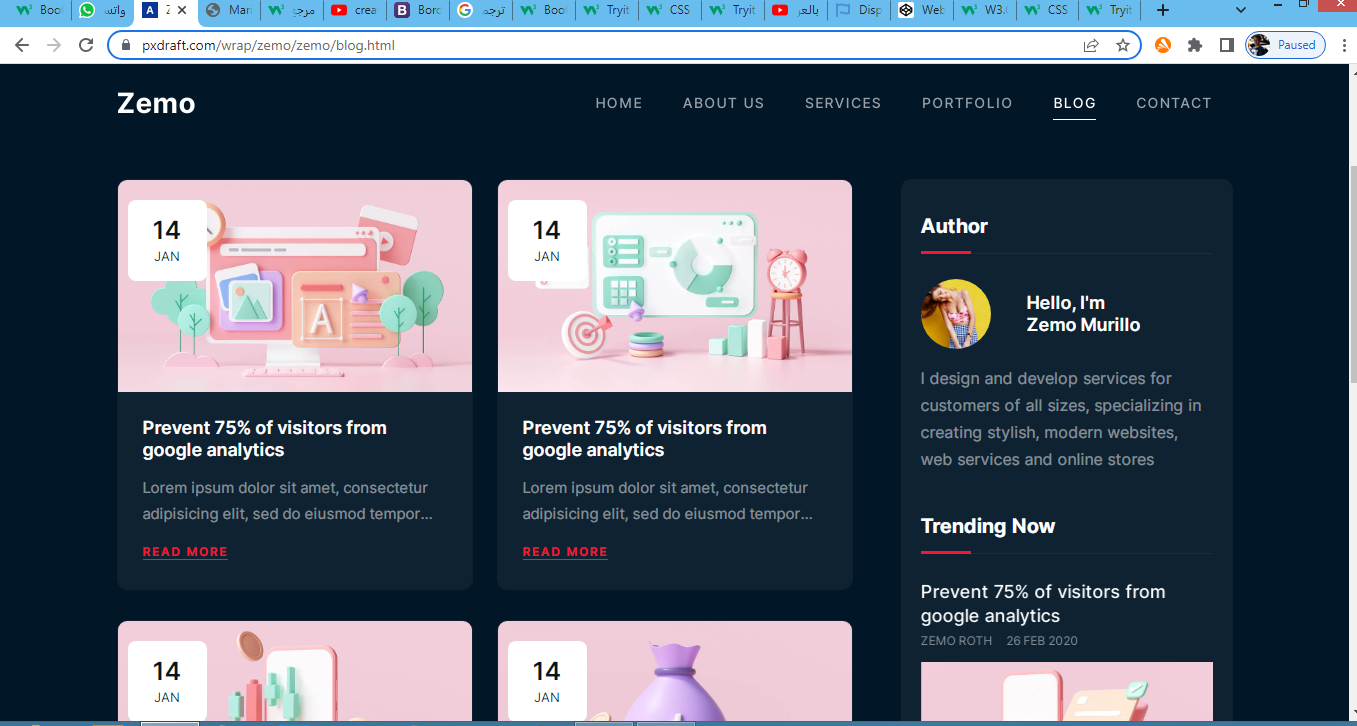 Boot
واتس
Z
Mar
مرجع
crea
Bord
ترجم
Boot
Tryit
CSS
Tryit
بالعر
Disp
Web
W3.
CSS
Tryit
pxdraft.com/wrap/zemo/zemo/blog.html
Paused
Zemo
HOME
ABOUT US
SERVICES
PORTFOLIO
BLOG
CONTACT
14
JAN
A
Prevent 75% of visitors from
google analytics
Lorem ipsum dolor sit amet, consectetur
adipisicing elit, sed do eiusmod tempor...
READ MORE
14
JAN
Prevent 75% of visitors from
google analytics
Lorem ipsum dolor sit amet, consectetur
adipisicing elit, sed do eiusmod tempor...
READ MORE
14
JAN
14
JAN
Author
Hello, I'm
Zemo Murillo
I design and develop services for
customers of all sizes, specializing in
creating stylish, modern websites,
web services and online stores
Trending Now
Prevent 75% of visitors from
google analytics
ZEMO ROTH 26 FEB 2020